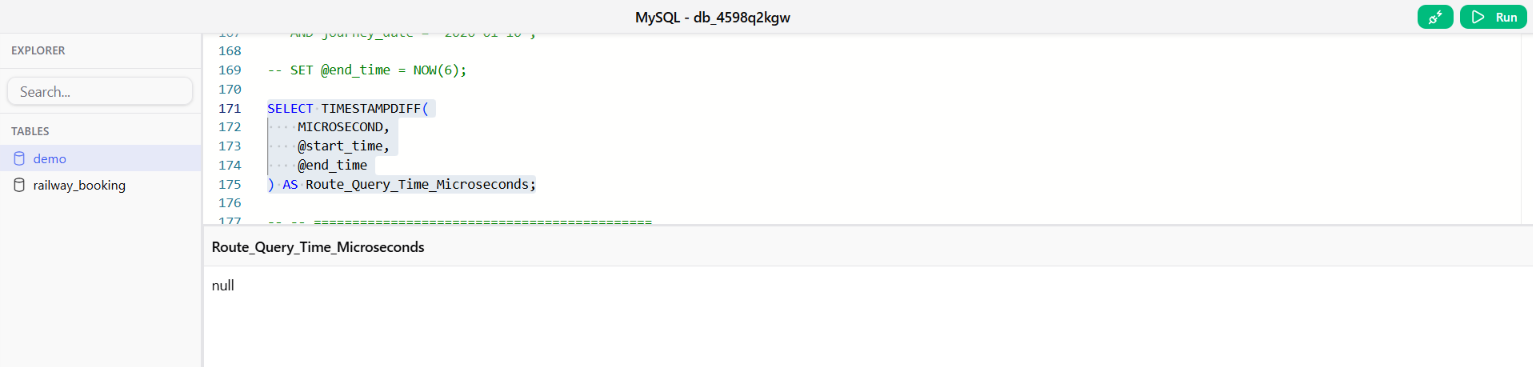 MySQL - db_4598q2kgw
Run
EXPLORER
Search...
TABLES
demo
railway_booking
168
169 -- SET @end_time = NOW(6);
170
171 SELECT TIMESTAMPDIFF(
172 MICROSECOND,
173 @start_time,
174 @end_time
175 ) AS Route_Query_Time_Microseconds;
176
177 -- -- ============================================
Route_Query_Time_Microseconds
null